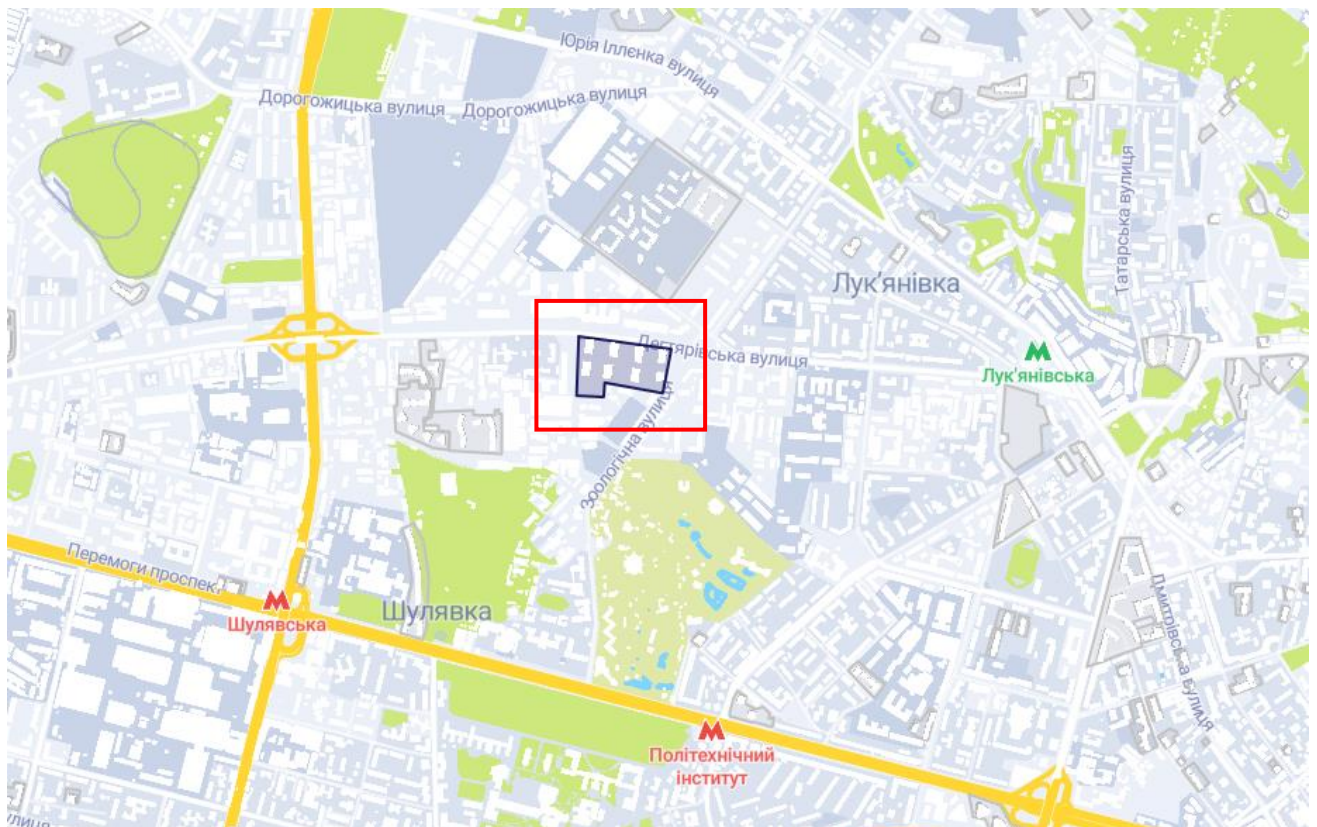 Юрія Іллєнка вулиця
Дорогожицька вулиця
Дорогожицька вулиця
Татарська вулиця
Лук'янівка
Дегтярівська вулиця
Лук'янівська
Зоологічна вулиця
Перемоги проспект
Шулявська
Шулявка
Дмитрівська вулиця
Політехнічний
інститут
улиця